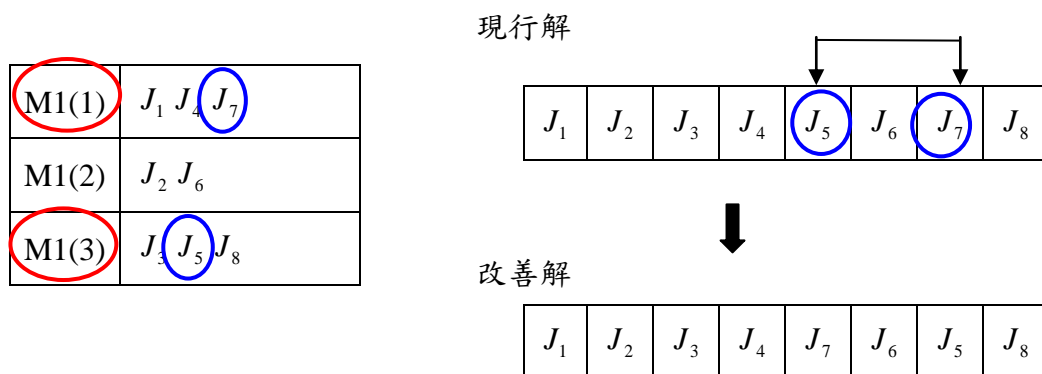 現行解
M1(1) J₁ J₄ J₇
M1(2) J₂ J₆
M1(3) J₃ J₅ J₈
J₁ J₂ J₃ J₄ J₅ J₆ J₇ J₈
改善解
J₁ J₂ J₃ J₄ J₇ J₆ J₅ J₈